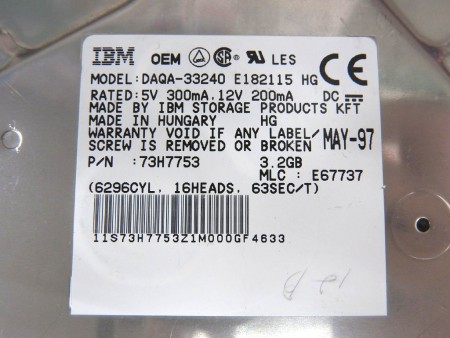 IBM OEM SA LES CE
MODEL:DAQA-33240 E182115 HG
RATED:5V 300mA.12V 200mA DC
MADE BY IBM STORAGE PRODUCTS KFT
MADE IN HUNGARY HG
WARRANTY VOID IF ANY LABEL/
SCREW IS REMOVED OR BROKEN MAY-97
P/N :73H7753 3.2GB
MLC : E67737
(6296CYL. 16HEADS. 63SEC/T)
11S73H7753Z1M000GF4633